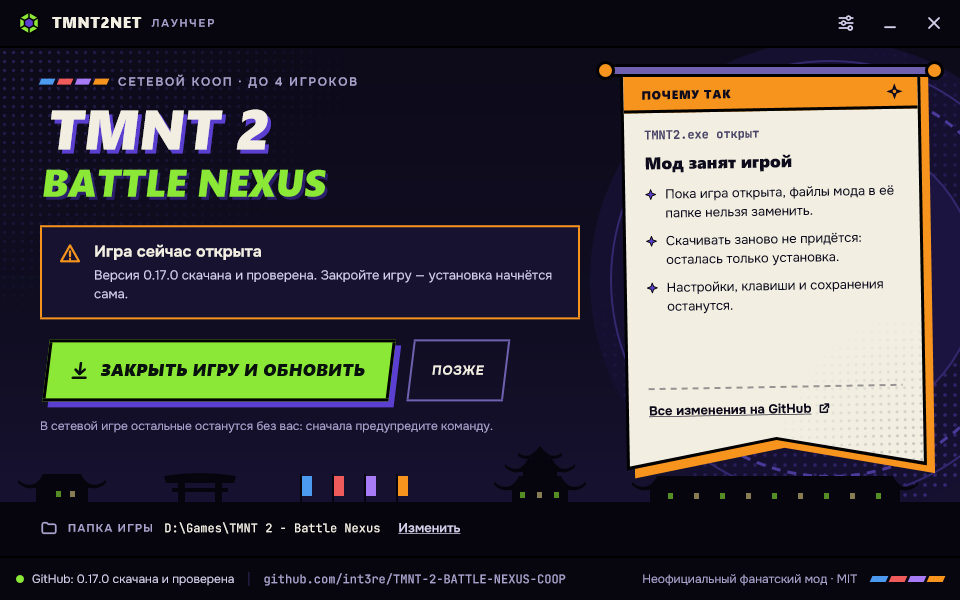 TMNT2NET ЛАУНЧЕР
СЕТЕВОЙ КООП · ДО 4 ИГРОКОВ
TMNT 2
BATTLE NEXUS
Игра сейчас открыта
Версия 0.17.0 скачана и проверена. Закройте игру — установка начнётся
сама.
ЗАКРЫТЬ ИГРУ И ОБНОВИТЬ
ПОЗЖЕ
В сетевой игре остальные останутся без вас: сначала предупредите команду.
ПОЧЕМУ ТАК
TMNT2.exe открыт
Мод занят игрой
Пока игра открыта, файлы мода в её
папке нельзя заменить.
Скачивать заново не придётся:
осталась только установка.
Настройки, клавиши и сохранения
останутся.
Все изменения на GitHub
ПАПКА ИГРЫ D:\Games\TMNT 2 - Battle Nexus Изменить
GitHub: 0.17.0 скачана и проверена github.com/int3re/TMNT-2-BATTLE-NEXUS-COOP Неофициальный фанатский мод · MIT